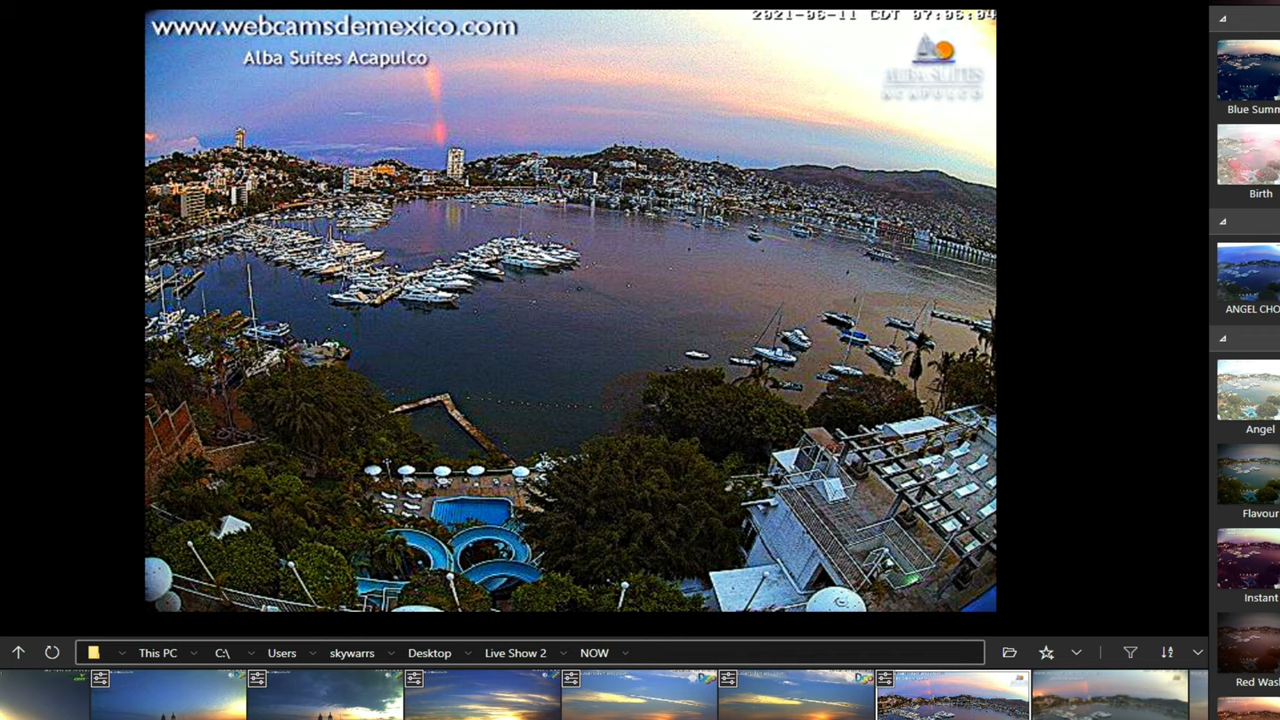 www.webcamsdemexico.com
2021-06-11 CDT 07:06:04
Alba Suites Acapulco
ALBA SUITES
ACAPULCO
Blue Summ
Birth
ANGEL CHO
Angel
Flavour
Instant
Red Wash
This PC
C:\
Users
skywarrs
Desktop
Live Show 2
NOW